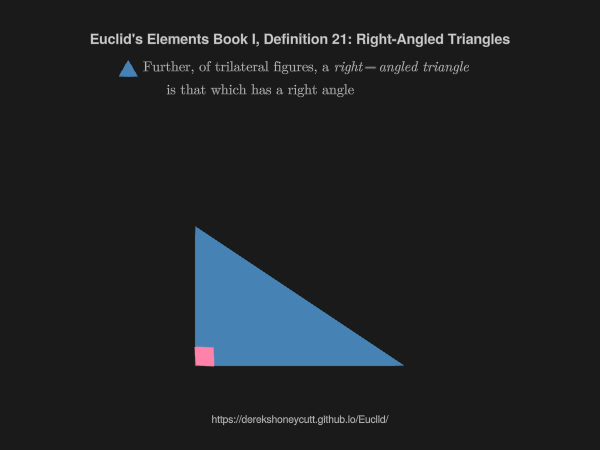 Euclid's Elements Book I, Definition 21: Right-Angled Triangles
Further, of trilateral figures, a right−angled triangle
is that which has a right angle
https://derekshoneycutt.github.io/Euclid/